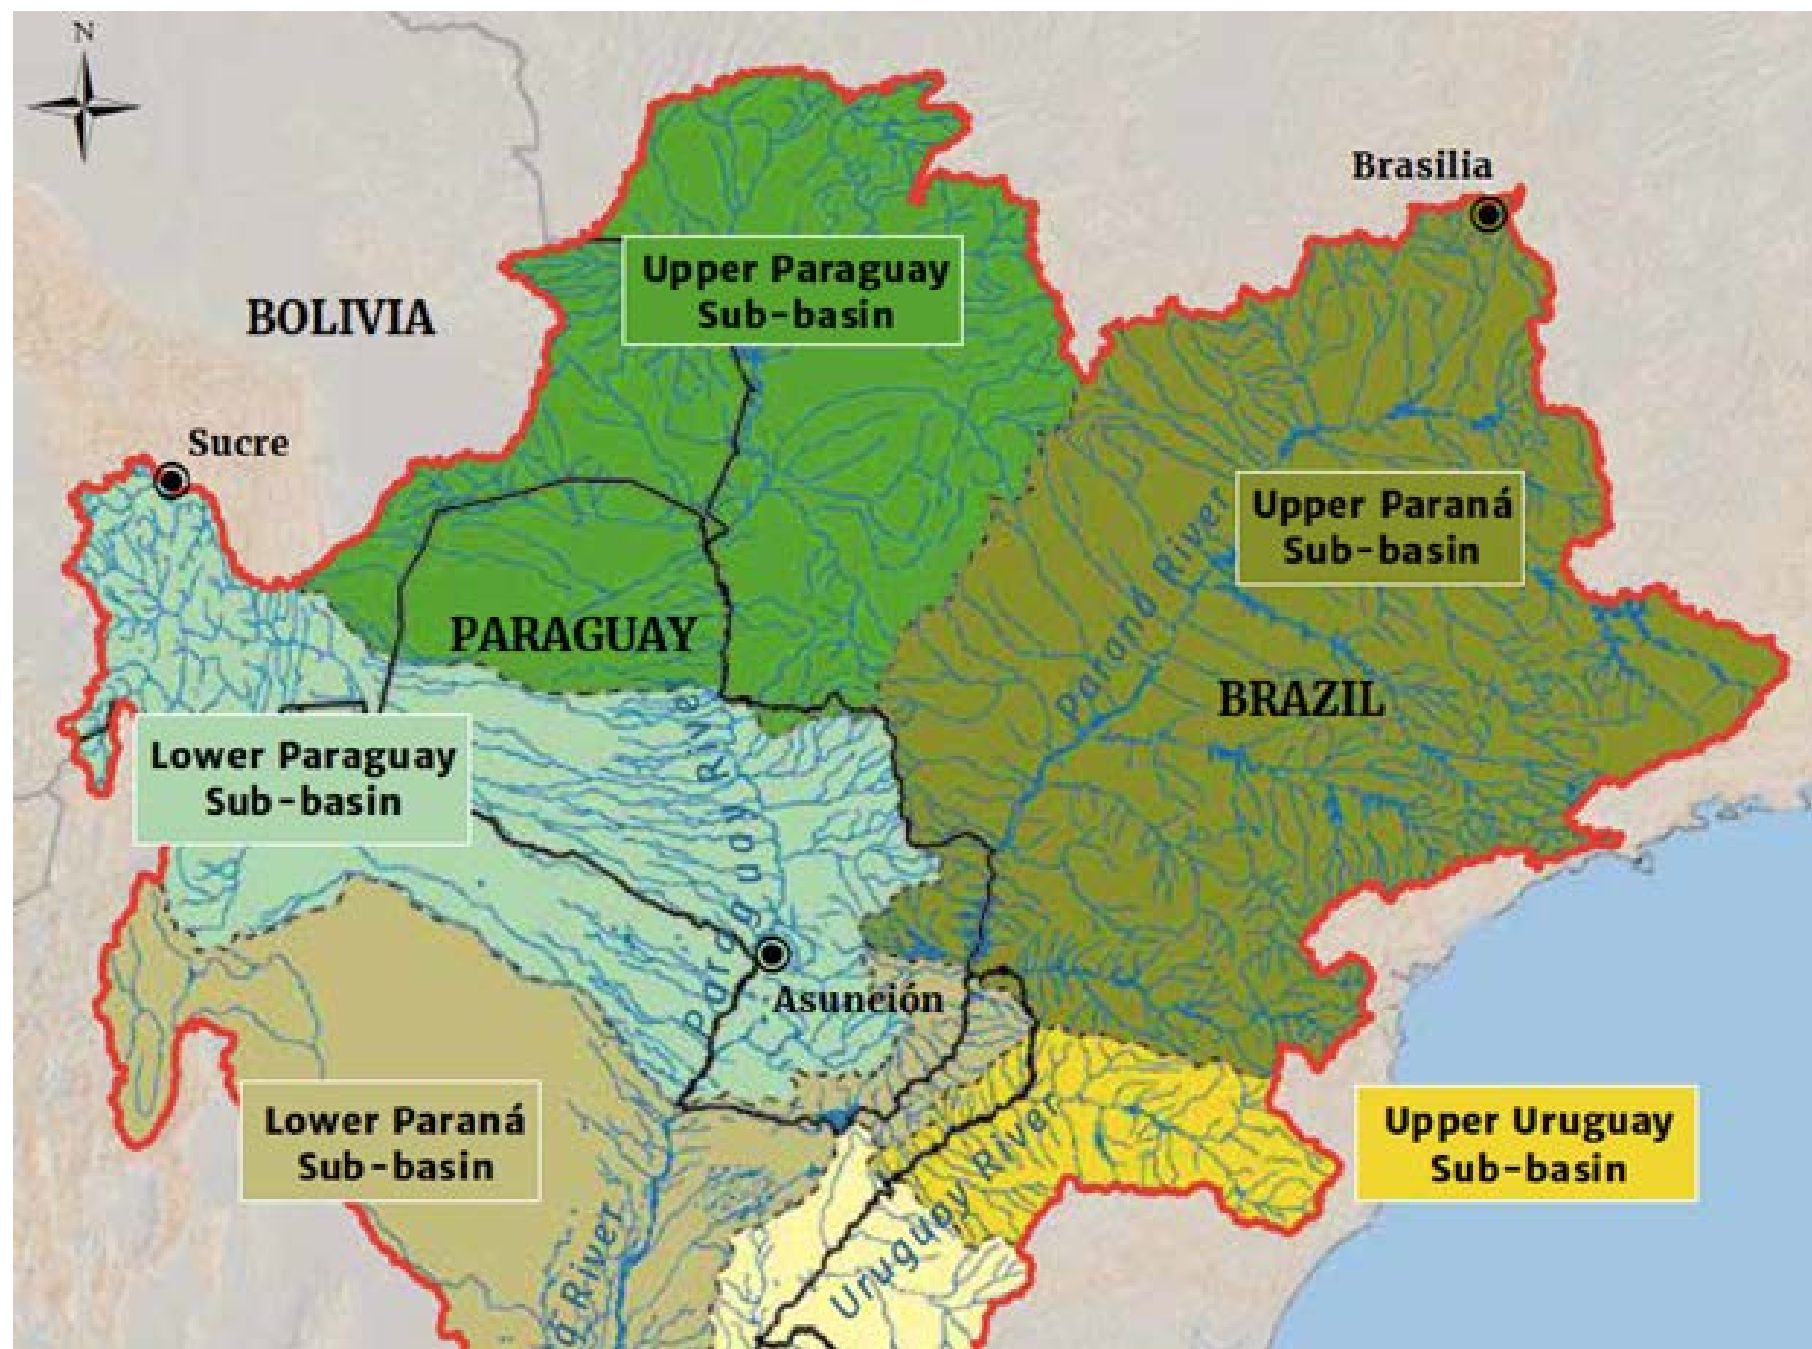 N
Brasilia
Upper Paraguay
Sub-basin
BOLIVIA
Sucre
Upper Paraná
Sub-basin
Paraná River
PARAGUAY
BRAZIL
Lower Paraguay
Sub-basin
Paraguay River
Asunción
Lower Paraná
Sub-basin
Upper Uruguay
Sub-basin
Uruguay River
á River